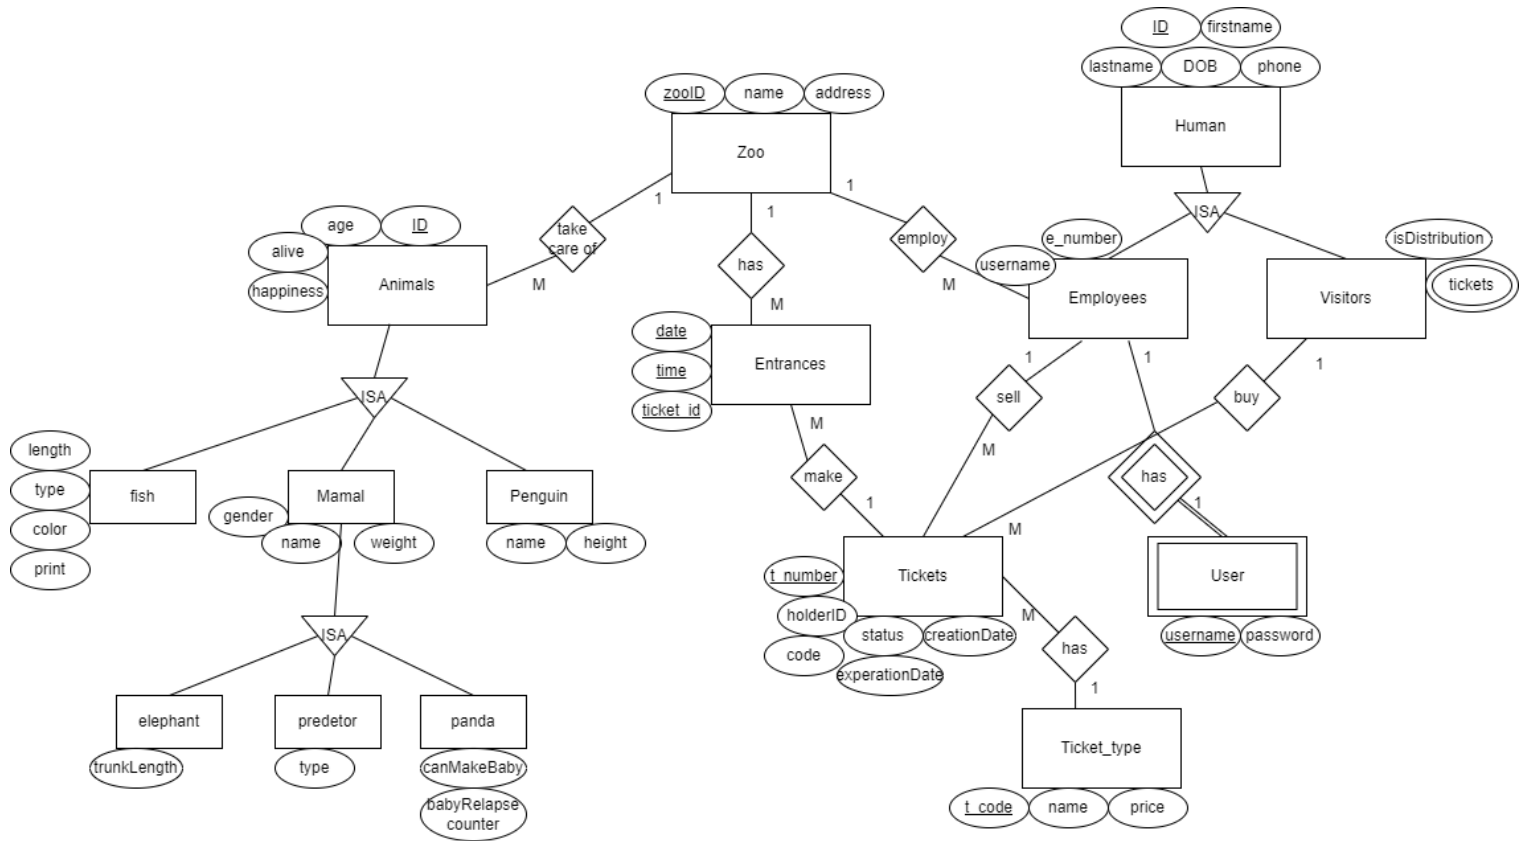 ID
firstname
lastname
DOB
phone
Human
zooID
name
address
Zoo
1
1
1
ISA
take
care of
employ
has
M
M
M
age
ID
alive
happiness
Animals
e_number
username
Employees
isDistribution
tickets
Visitors
date
time
ticket_id
Entrances
1
1
1
sell
buy
M
M
M
ISA
length
type
color
print
fish
Mamal
gender
name
weight
Penguin
name
height
make
1
has
1
Tickets
t_number
holderID
code
status
creationDate
experationDate
User
username
password
M
has
1
ISA
elephant
predetor
panda
trunkLength
type
canMakeBaby
babyRelapse
counter
Ticket_type
t_code
name
price